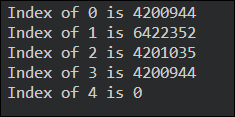 Index of 0 is 4200944
Index of 1 is 6422352
Index of 2 is 4201035
Index of 3 is 4200944
Index of 4 is 0